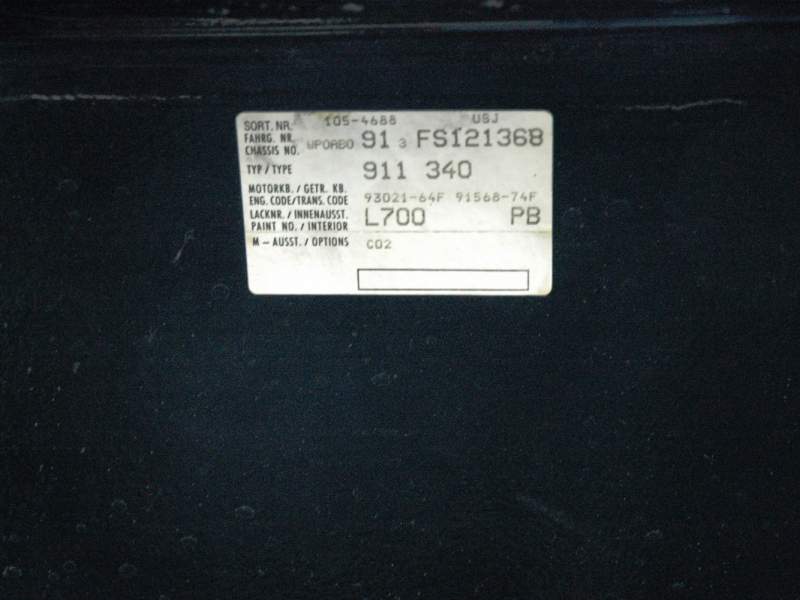 SORT. NR. 105-4688 USJ
FAHRG. NR.
CHASSIS NO. WPOABO 91 3 FS121368
TYP / TYPE 911 340
MOTORKB. / GETR. KB.
ENG. CODE/TRANS. CODE 93021-64F 91568-74F
LACKNR. / INNENAUSST. L700 PB
PAINT NO. / INTERIOR
M – AUSST. / OPTIONS C02